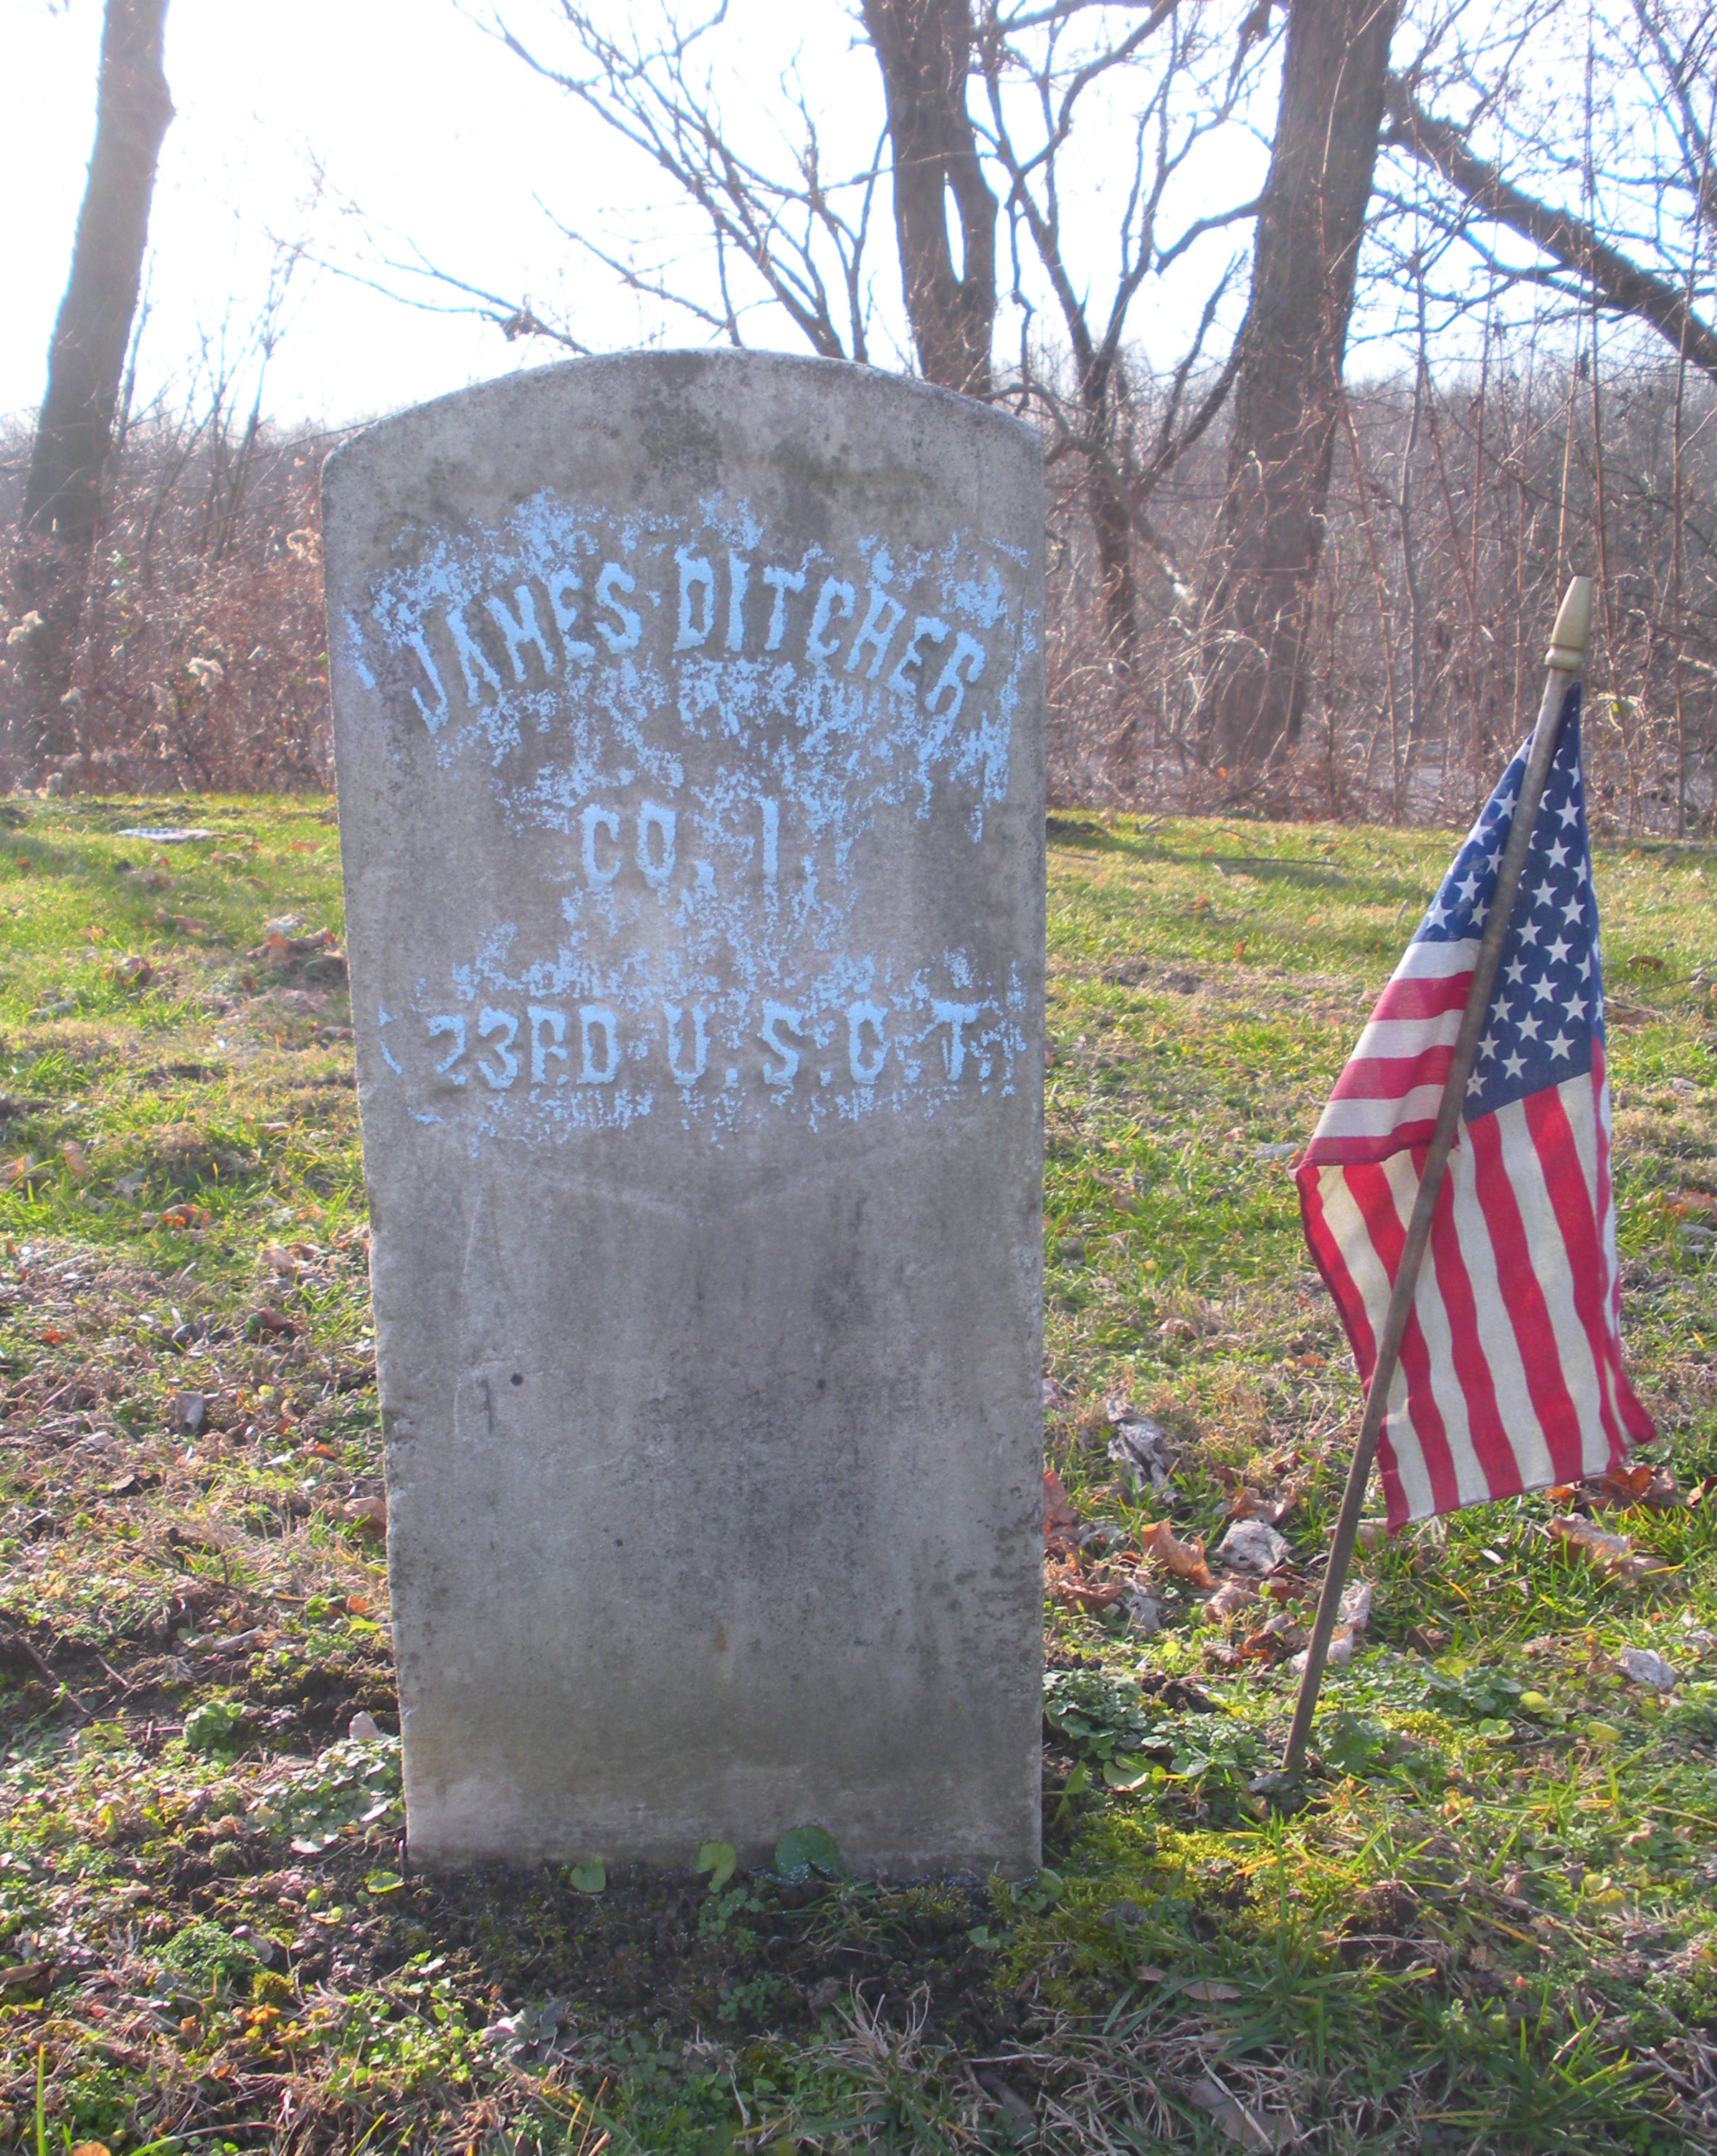 JAMES DITCHER.
CO. I.
23RD U.S.C.T.